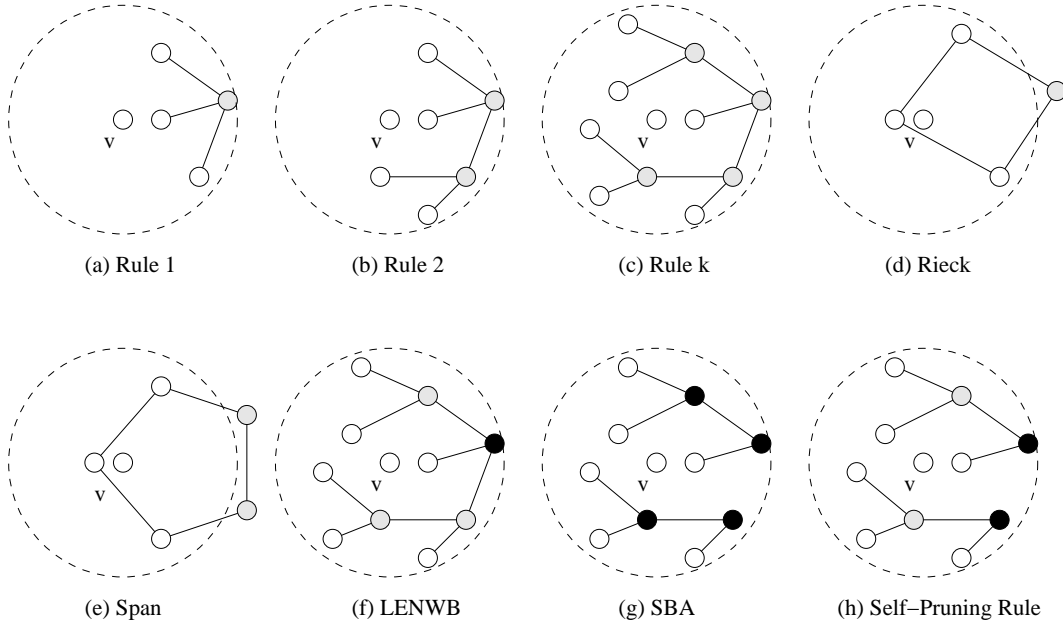 v
v
v
v
(a) Rule 1
(b) Rule 2
(c) Rule k
(d) Rieck
v
v
v
v
(e) Span
(f) LENWB
(g) SBA
(h) Self−Pruning Rule